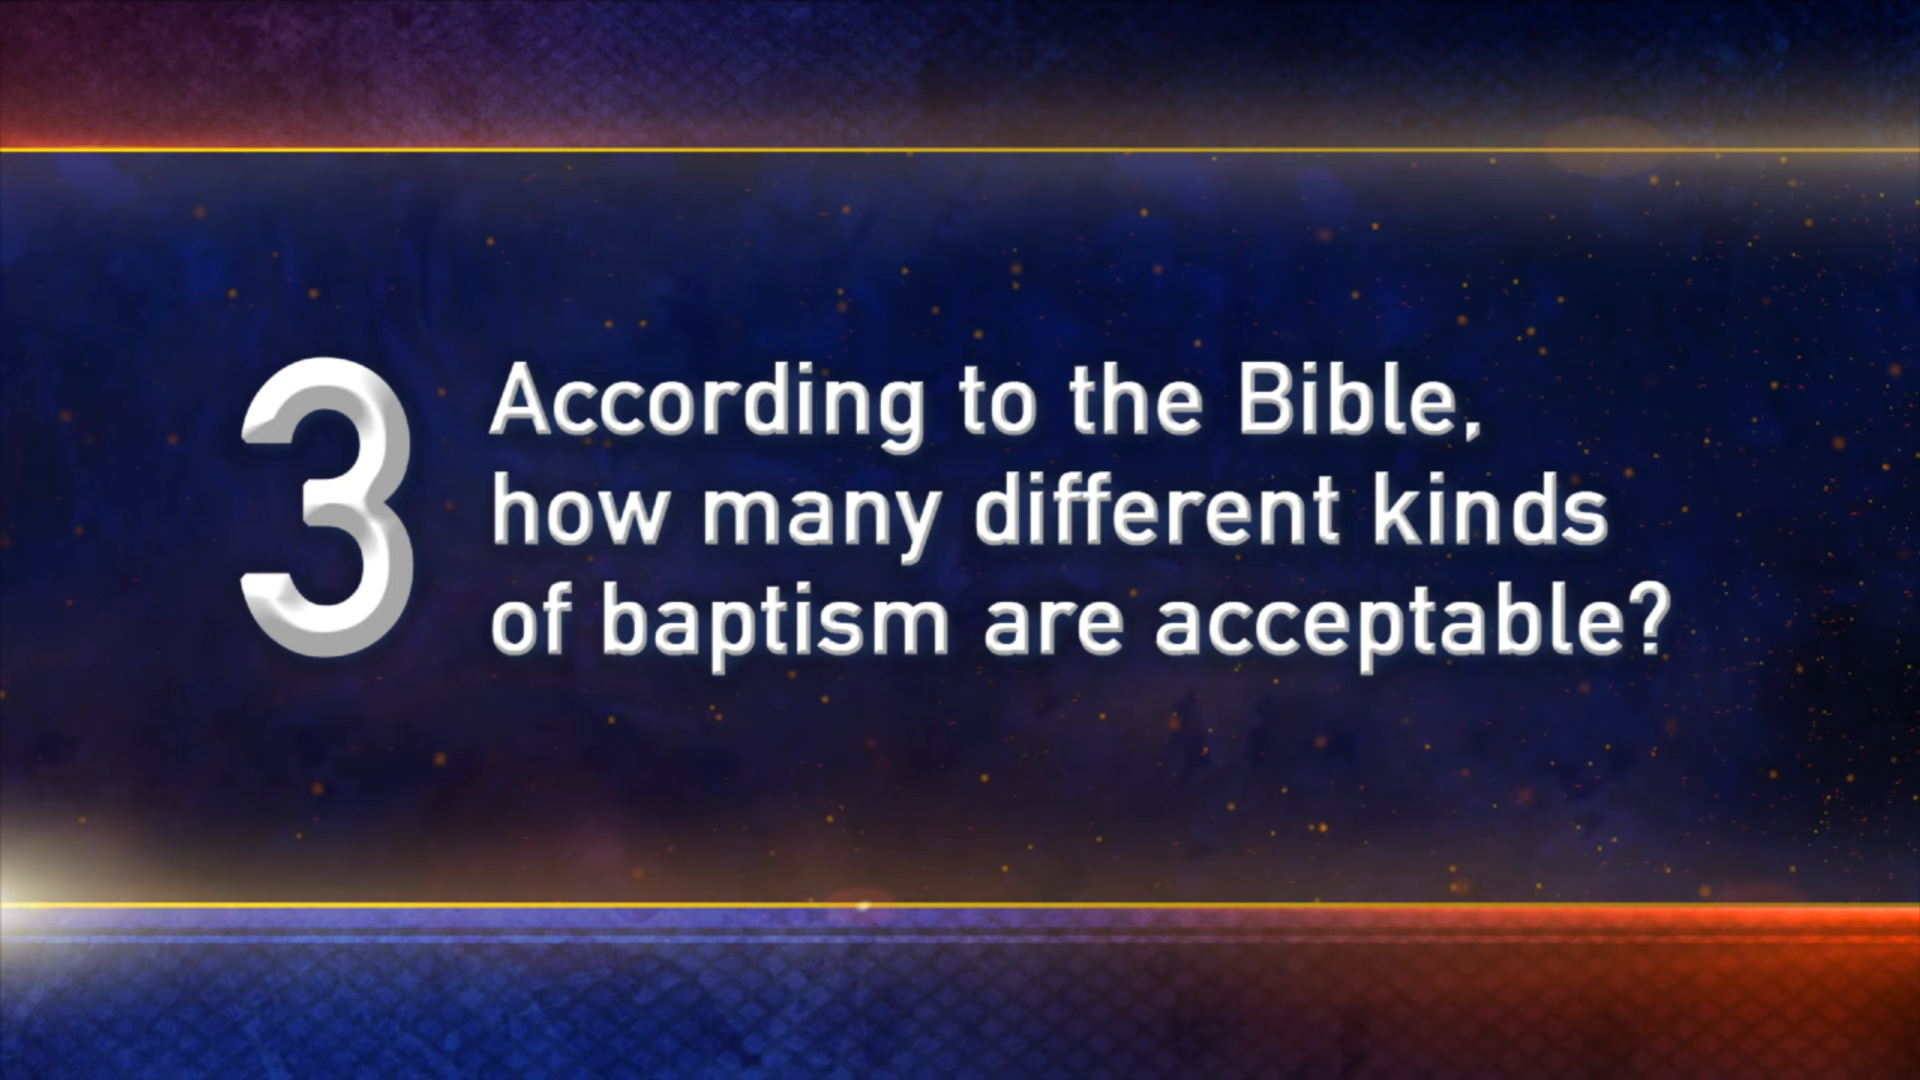 3
According to the Bible,
how many different kinds
of baptism are acceptable?